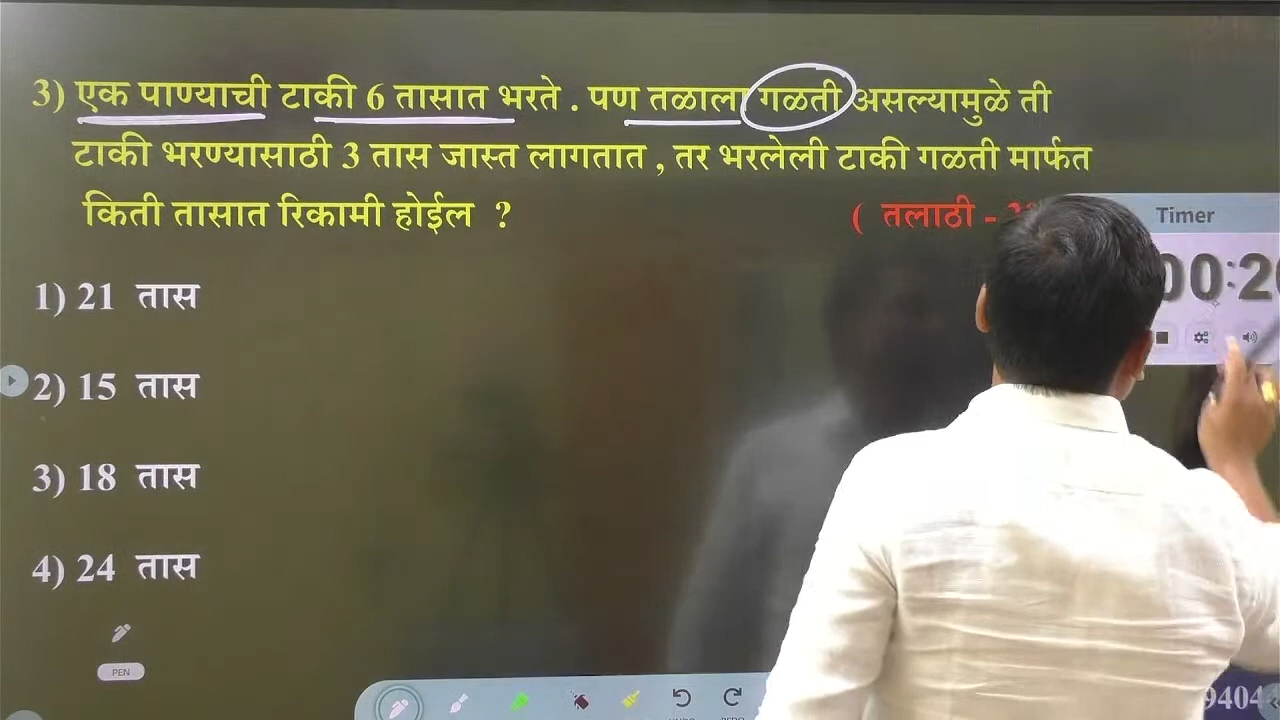 3) एक पाण्याची टाकी 6 तासात भरते . पण तळाला गळती असल्यामुळे ती
टाकी भरण्यासाठी 3 तास जास्त लागतात , तर भरलेली टाकी गळती मार्फत
किती तासात रिकामी होईल ?
( तलाठी -
Timer
1) 21 तास
2) 15 तास
3) 18 तास
4) 24 तास
PEN
9404